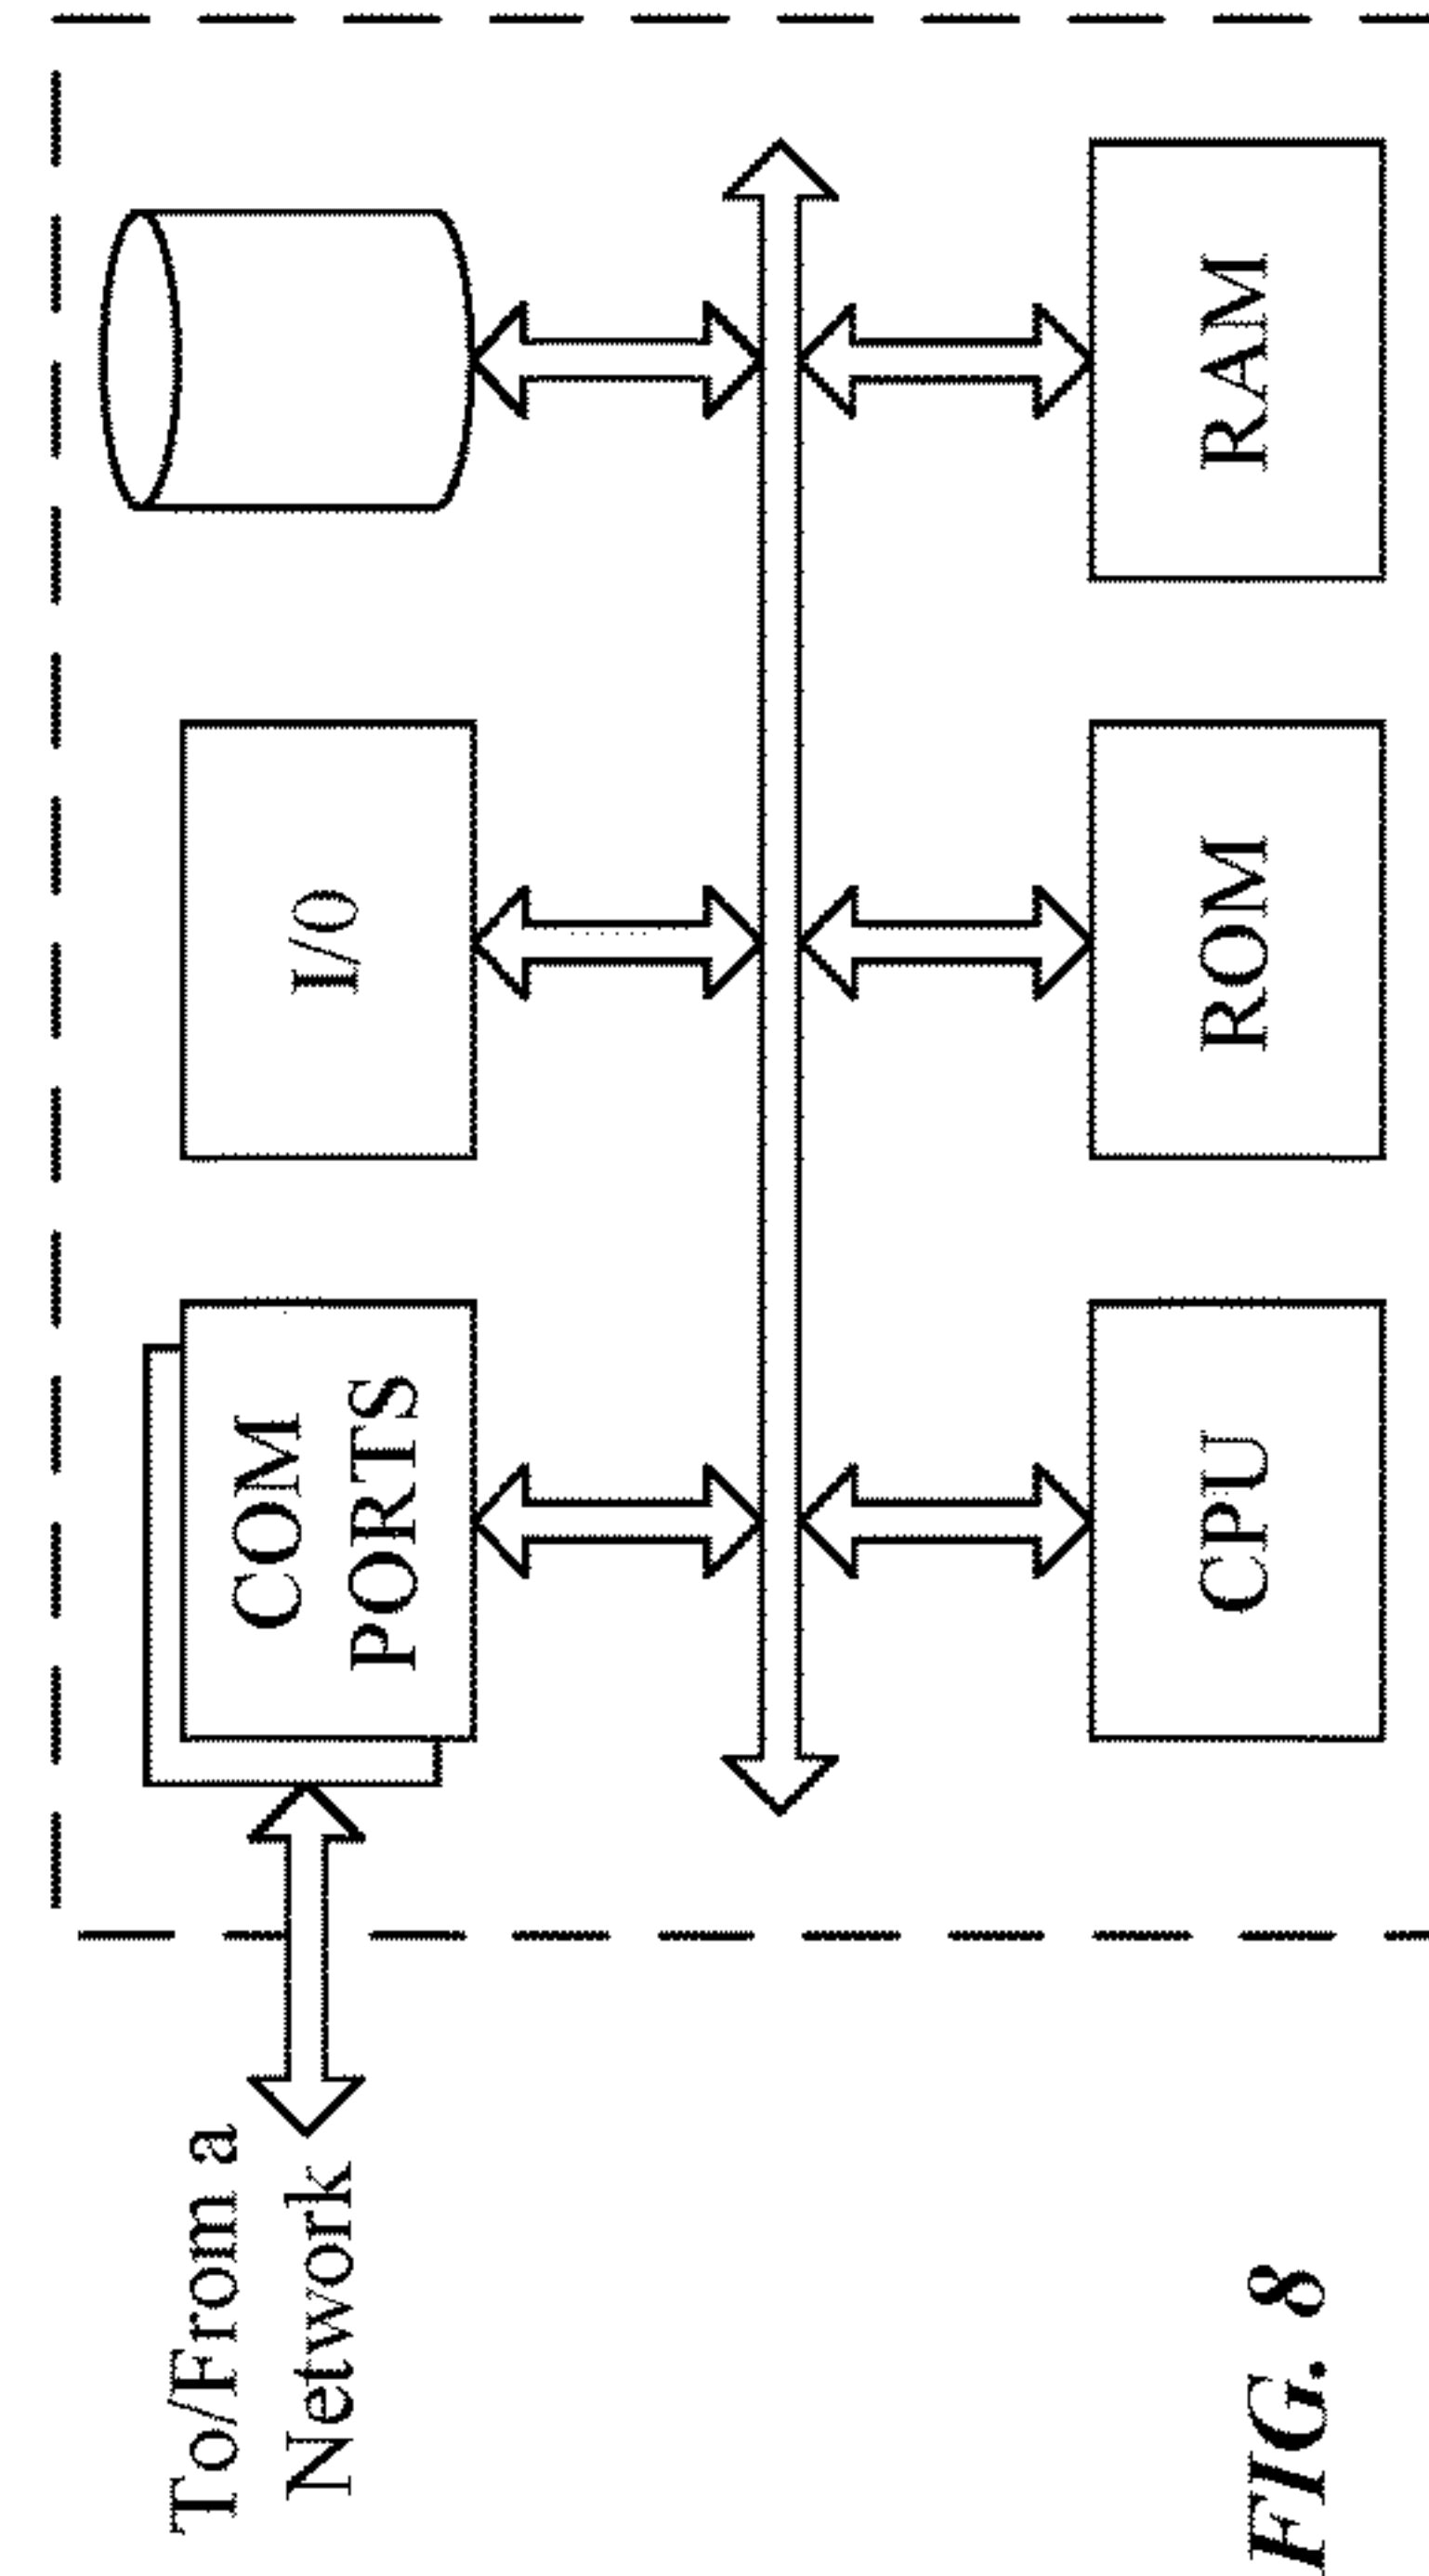 To/From a
Network
COM
PORTS
I/O
CPU
ROM
RAM
FIG. 8